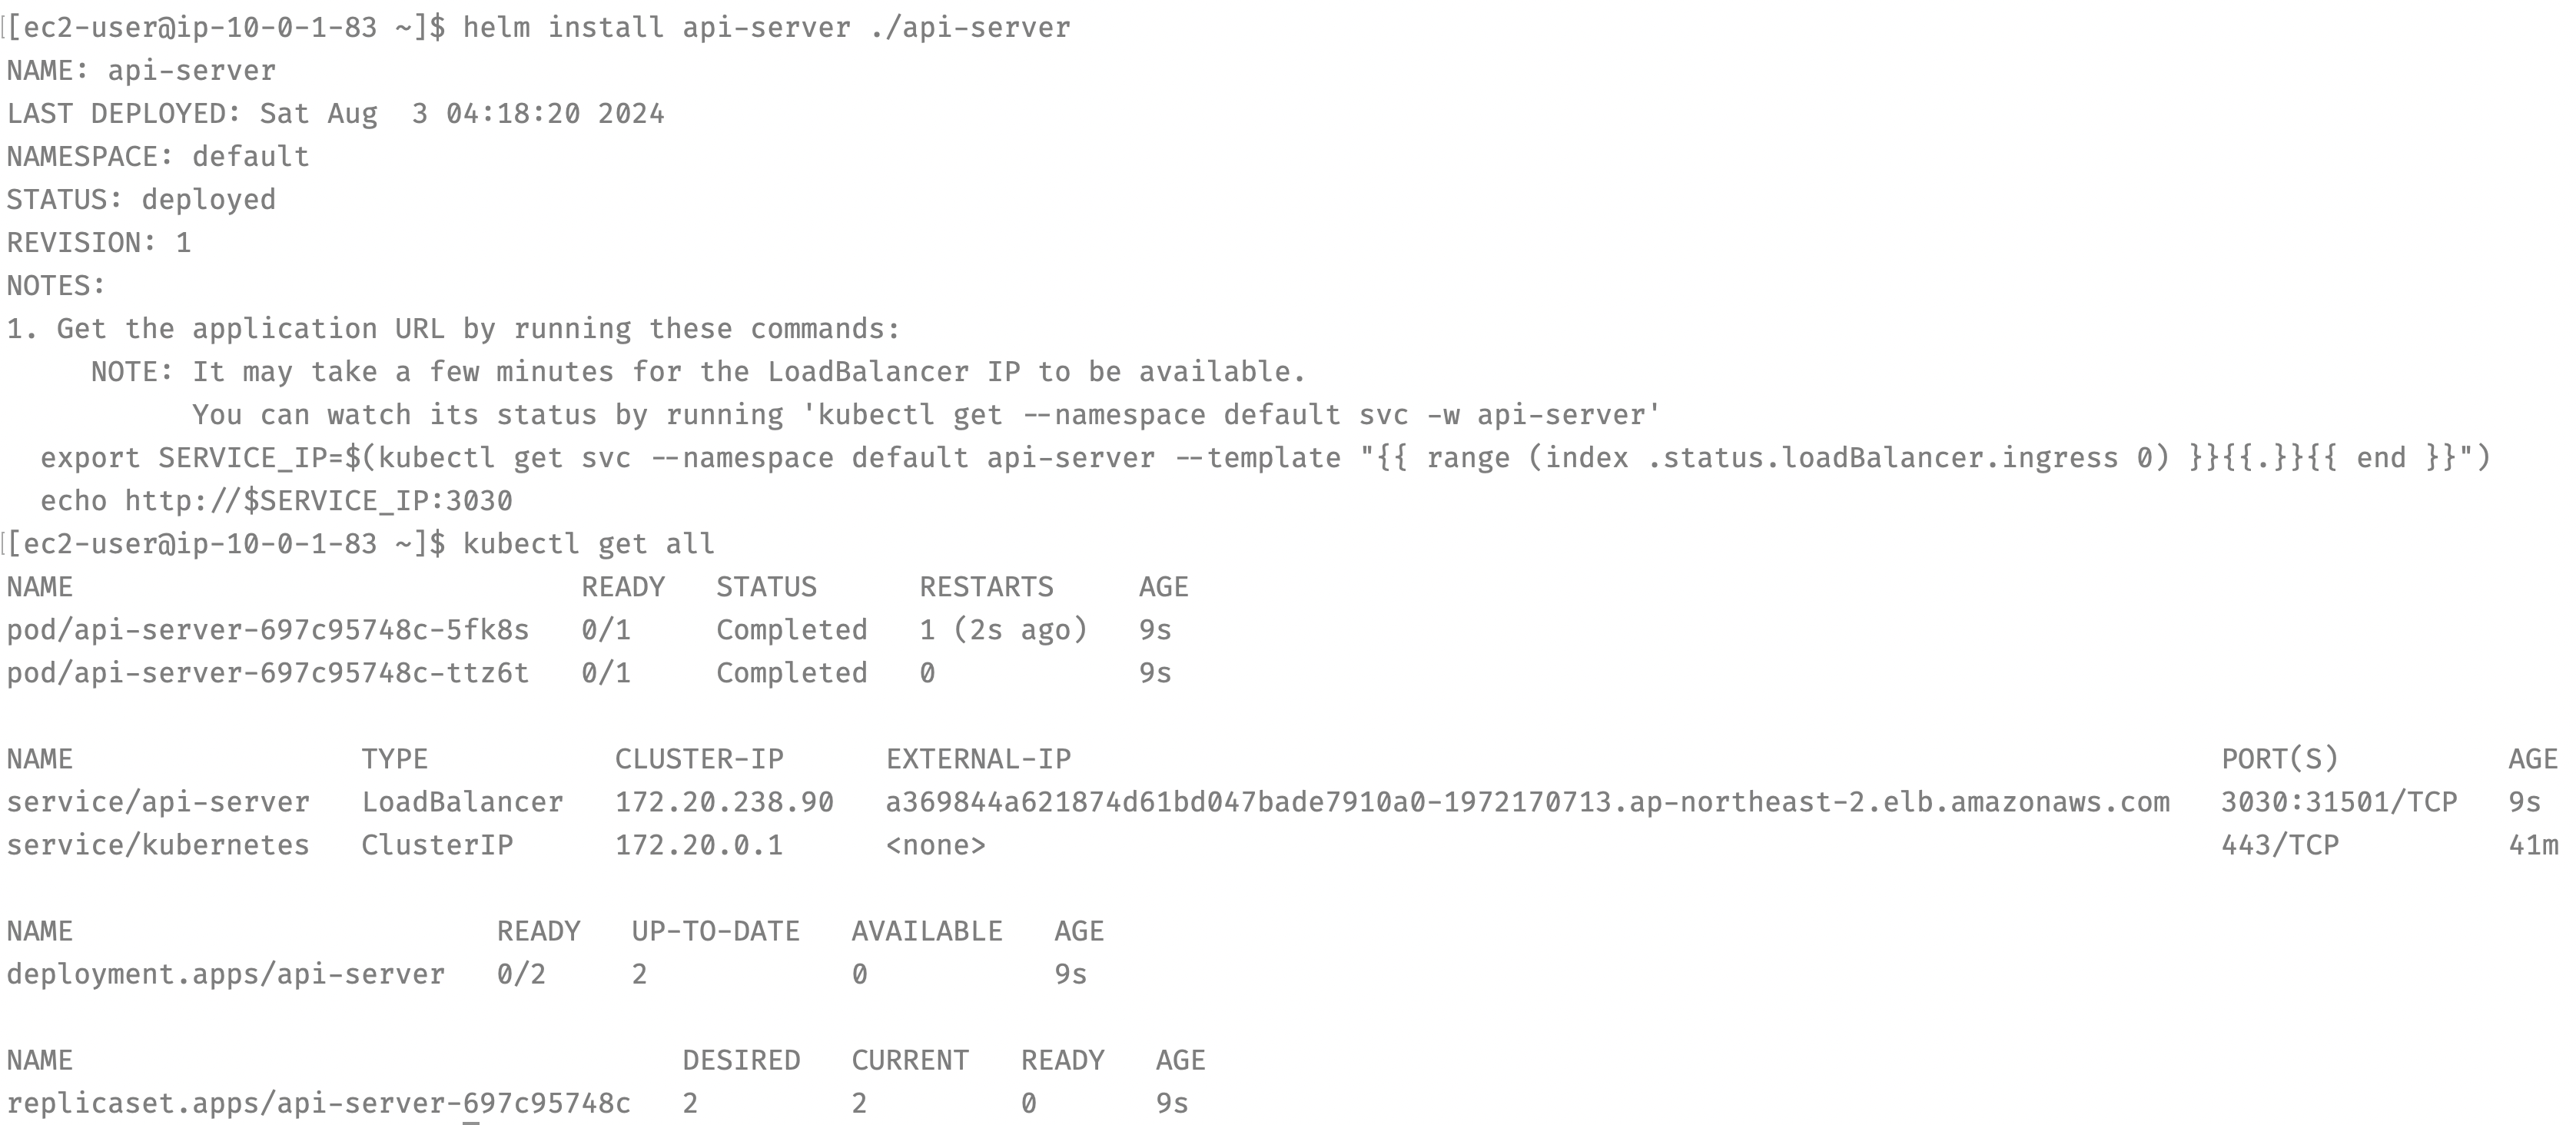 [ec2-user@ip-10-0-1-83 ~]$ helm install api-server ./api-server
NAME: api-server
LAST DEPLOYED: Sat Aug  3 04:18:20 2024
NAMESPACE: default
STATUS: deployed
REVISION: 1
NOTES:
1. Get the application URL by running these commands:
     NOTE: It may take a few minutes for the LoadBalancer IP to be available.
           You can watch its status by running 'kubectl get --namespace default svc -w api-server'
  export SERVICE_IP=$(kubectl get svc --namespace default api-server --template "{{ range (index .status.loadBalancer.ingress 0) }}{{.}}{{ end }}")
  echo http://$SERVICE_IP:3030
[ec2-user@ip-10-0-1-83 ~]$ kubectl get all
NAME                              READY   STATUS      RESTARTS     AGE
pod/api-server-697c95748c-5fk8s   0/1     Completed   1 (2s ago)   9s
pod/api-server-697c95748c-ttz6t   0/1     Completed   0            9s

NAME                 TYPE           CLUSTER-IP      EXTERNAL-IP                                                                    PORT(S)          AGE
service/api-server   LoadBalancer   172.20.238.90   a369844a621874d61bd047bade7910a0-1972170713.ap-northeast-2.elb.amazonaws.com   3030:31501/TCP   9s
service/kubernetes   ClusterIP      172.20.0.1      <none>                                                                         443/TCP          41m

NAME                         READY   UP-TO-DATE   AVAILABLE   AGE
deployment.apps/api-server   0/2     2            0           9s

NAME                                    DESIRED   CURRENT   READY   AGE
replicaset.apps/api-server-697c95748c   2         2         0       9s